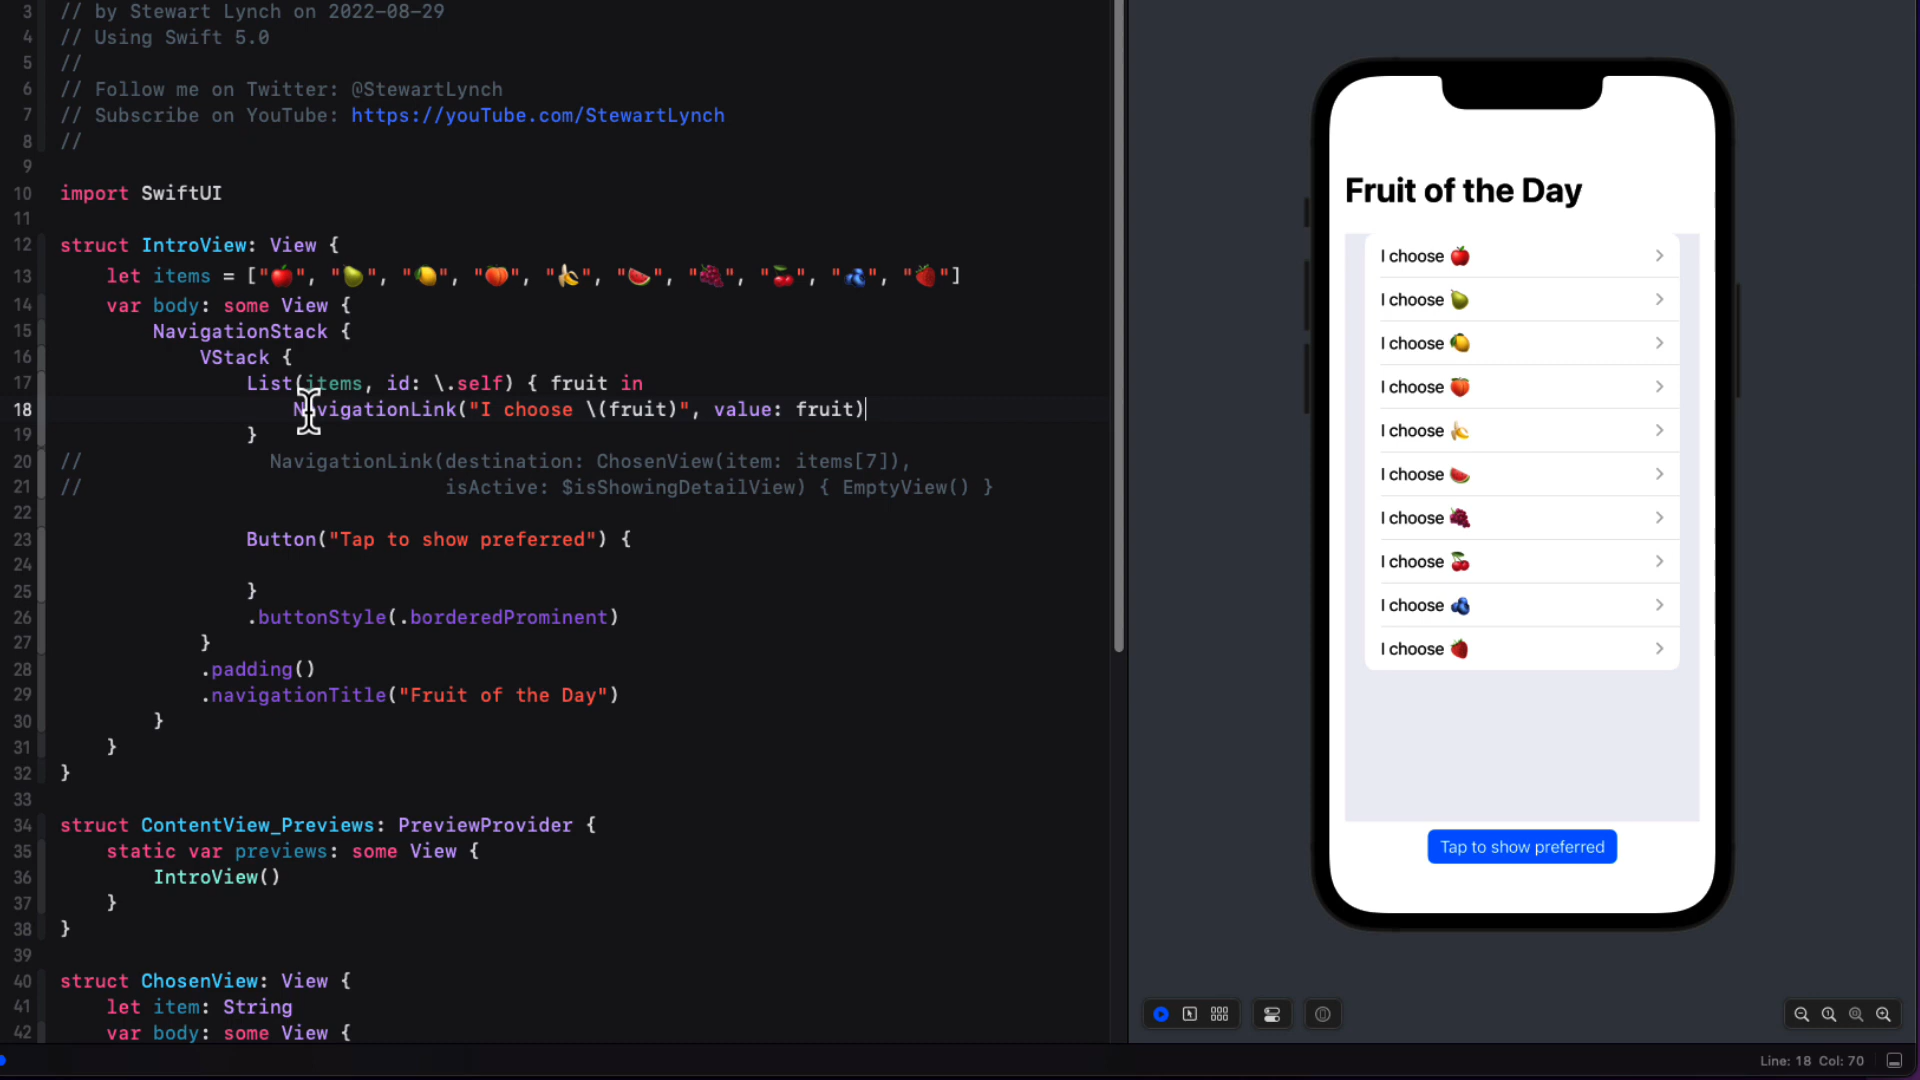 3 // by Stewart Lynch on 2022-08-29
4 // Using Swift 5.0
5 //
6 // Follow me on Twitter: @StewartLynch
7 // Subscribe on YouTube: https://youTube.com/StewartLynch
8 //
9
10 import SwiftUI
11
12 struct IntroView: View {
13 let items = ["🍎", "🍐", "🍋", "🍑", "🍌", "🍉", "🍇", "🍒", "🫐", "🍓"]
14 var body: some View {
15 NavigationStack {
16 VStack {
17 List(items, id: \.self) { fruit in
18 NavigationLink("I choose \(fruit)", value: fruit)
19 }
20 // NavigationLink(destination: ChosenView(item: items[7]),
21 // isActive: $isShowingDetailView) { EmptyView() }
22
23 Button("Tap to show preferred") {
24
25 }
26 .buttonStyle(.borderedProminent)
27 }
28 .padding()
29 .navigationTitle("Fruit of the Day")
30 }
31 }
32 }
33
34 struct ContentView_Previews: PreviewProvider {
35 static var previews: some View {
36 IntroView()
37 }
38 }
39
40 struct ChosenView: View {
41 let item: String
42 var body: some View {
Fruit of the Day
I choose 🍎
I choose 🍐
I choose 🍋
I choose 🍑
I choose 🍌
I choose 🍉
I choose 🍇
I choose 🍒
I choose 🫐
I choose 🍓
Tap to show preferred
Line: 18 Col: 70